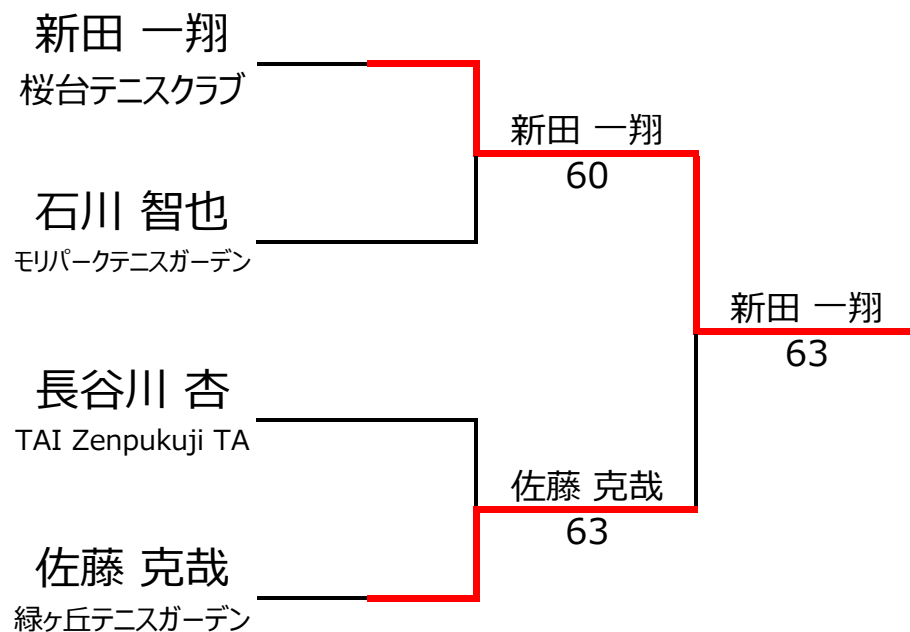 新田 一翔
桜台テニスクラブ
新田 一翔
60
石川 智也
モリパークテニスガーデン
新田 一翔
63
長谷川 杏
TAI Zenpukuji TA
佐藤 克哉
63
佐藤 克哉
緑ヶ丘テニスガーデン